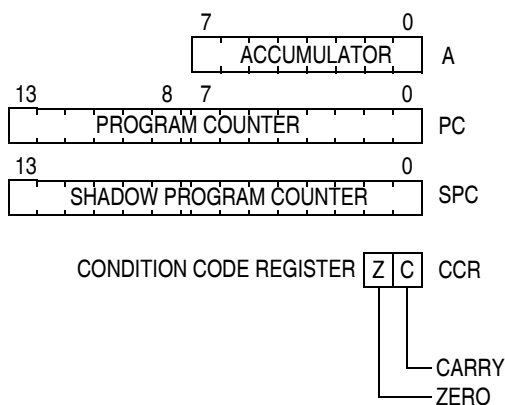 7 0
ACCUMULATOR A
13 8 7 0
PROGRAM COUNTER PC
13 0
SHADOW PROGRAM COUNTER SPC
CONDITION CODE REGISTER Z C CCR
CARRY
ZERO